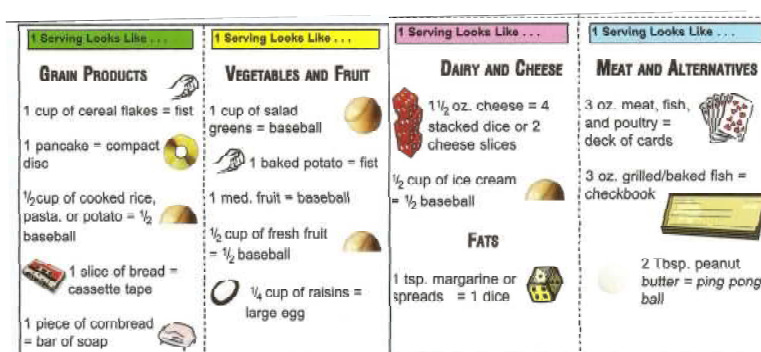 1 Serving Looks Like . . .
GRAIN PRODUCTS
1 cup of cereal flakes = fist
1 pancake = compact
disc
½cup of cooked rice,
pasta, or potato = ½
baseball
1 slice of bread =
cassette tape
1 piece of cornbread
= bar of soap
1 Serving Looks Like . . .
VEGETABLES AND FRUIT
1 cup of salad
greens = baseball
1 baked potato = fist
1 med. fruit = baseball
½ cup of fresh fruit
= ½ baseball
¼ cup of raisins =
large egg
1 Serving Looks Like . . .
DAIRY AND CHEESE
1½ oz. cheese = 4
stacked dice or 2
cheese slices
½ cup of ice cream
= ½ baseball
FATS
1 tsp. margarine or
spreads = 1 dice
1 Serving Looks Like . . .
MEAT AND ALTERNATIVES
3 oz. meat, fish,
and poultry =
deck of cards
3 oz. grilled/baked fish =
checkbook
2 Tbsp. peanut
butter = ping pong
ball